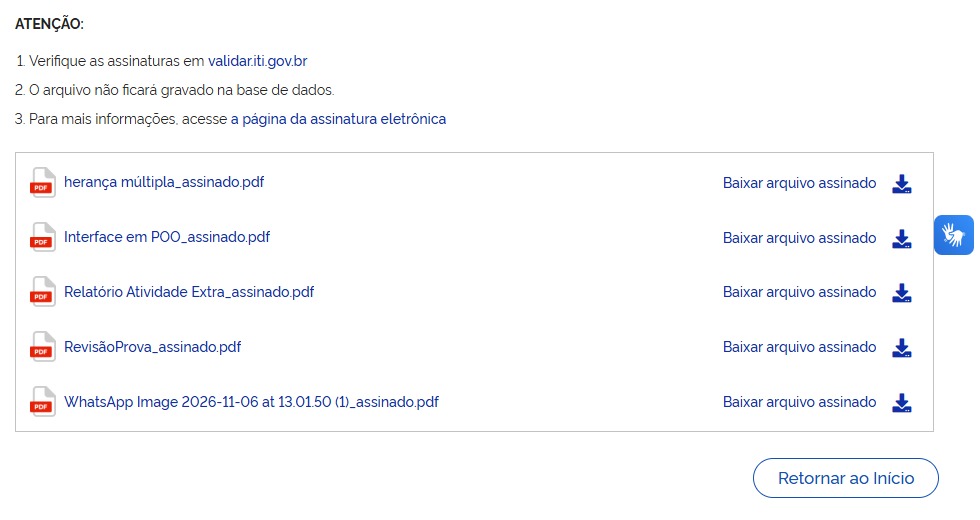 ATENÇÃO:
1. Verifique as assinaturas em validar.iti.gov.br
2. O arquivo não ficará gravado na base de dados.
3. Para mais informações, acesse a página da assinatura eletrônica
PDF herança múltipla_assinado.pdf Baixar arquivo assinado
PDF Interface em POO_assinado.pdf Baixar arquivo assinado
PDF Relatório Atividade Extra_assinado.pdf Baixar arquivo assinado
PDF RevisãoProva_assinado.pdf Baixar arquivo assinado
PDF WhatsApp Image 2026-11-06 at 13.01.50 (1)_assinado.pdf Baixar arquivo assinado
Retornar ao Início